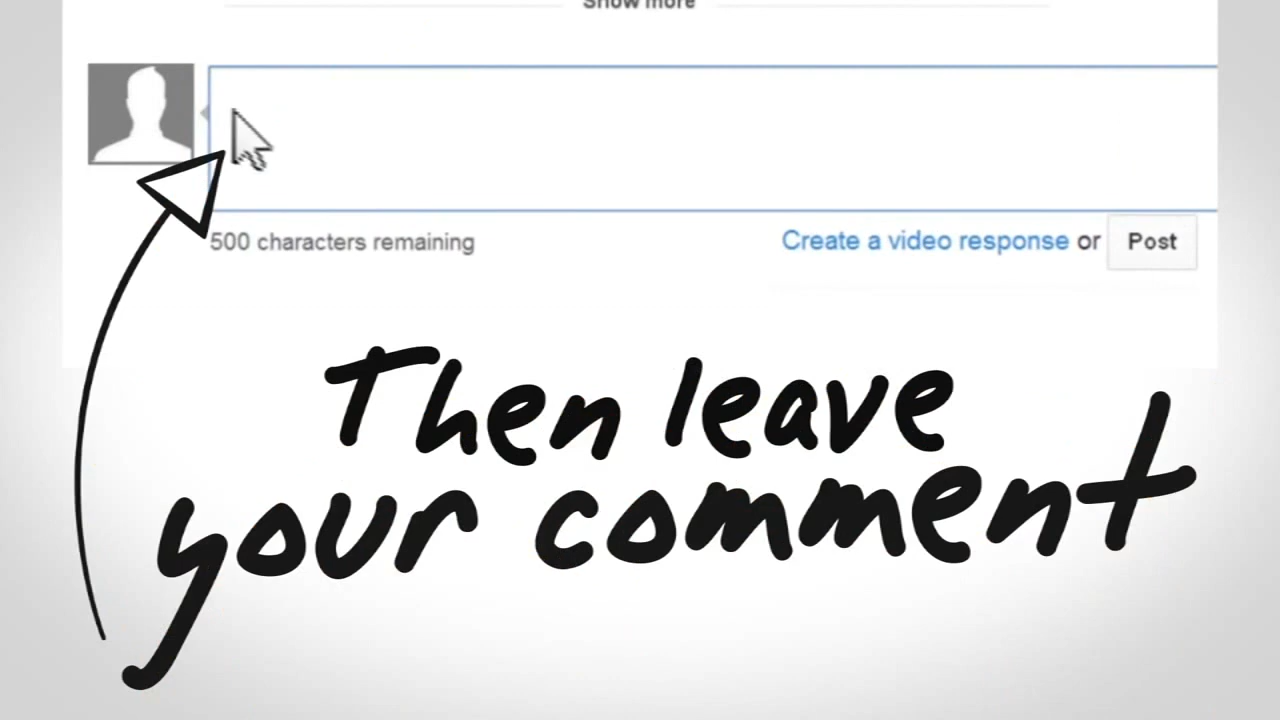 Show more
500 characters remaining
Create a video response or Post
Then leave
your comment